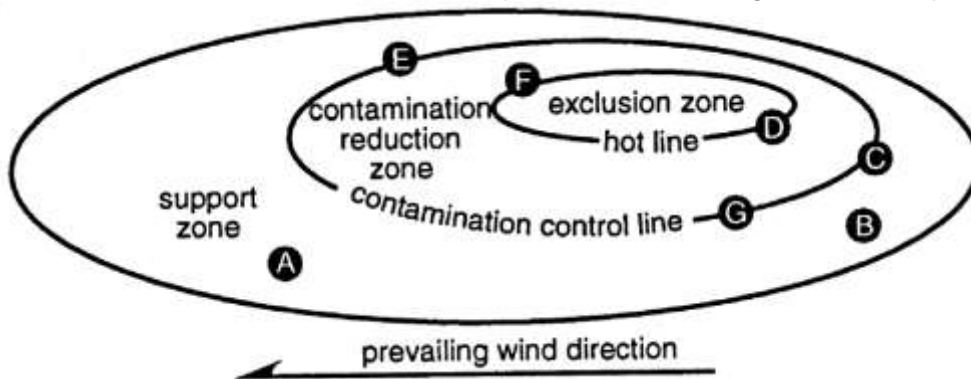 E
F
exclusion zone
contamination
reduction
zone
hot line
D
C
support
zone
contamination control line
G
B
A
prevailing wind direction